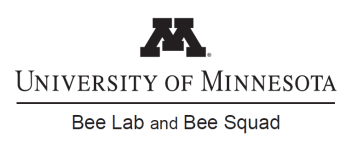 M®
UNIVERSITY OF MINNESOTA
Bee Lab and Bee Squad